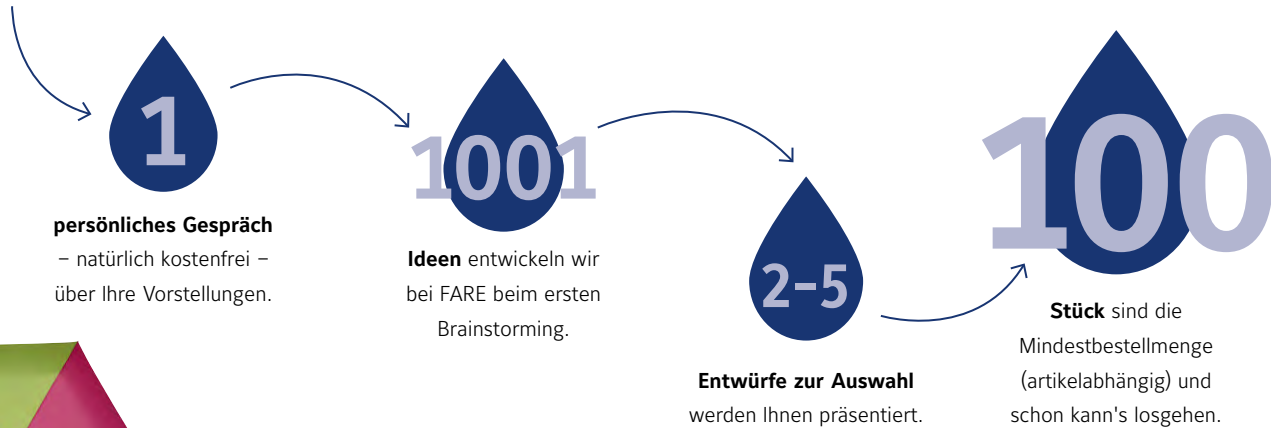 1
persönliches Gespräch
– natürlich kostenfrei –
über Ihre Vorstellungen.
1001
Ideen entwickeln wir
bei FARE beim ersten
Brainstorming.
2-5
Entwürfe zur Auswahl
werden Ihnen präsentiert.
100
Stück sind die
Mindestbestellmenge
(artikelabhängig) und
schon kann's losgehen.